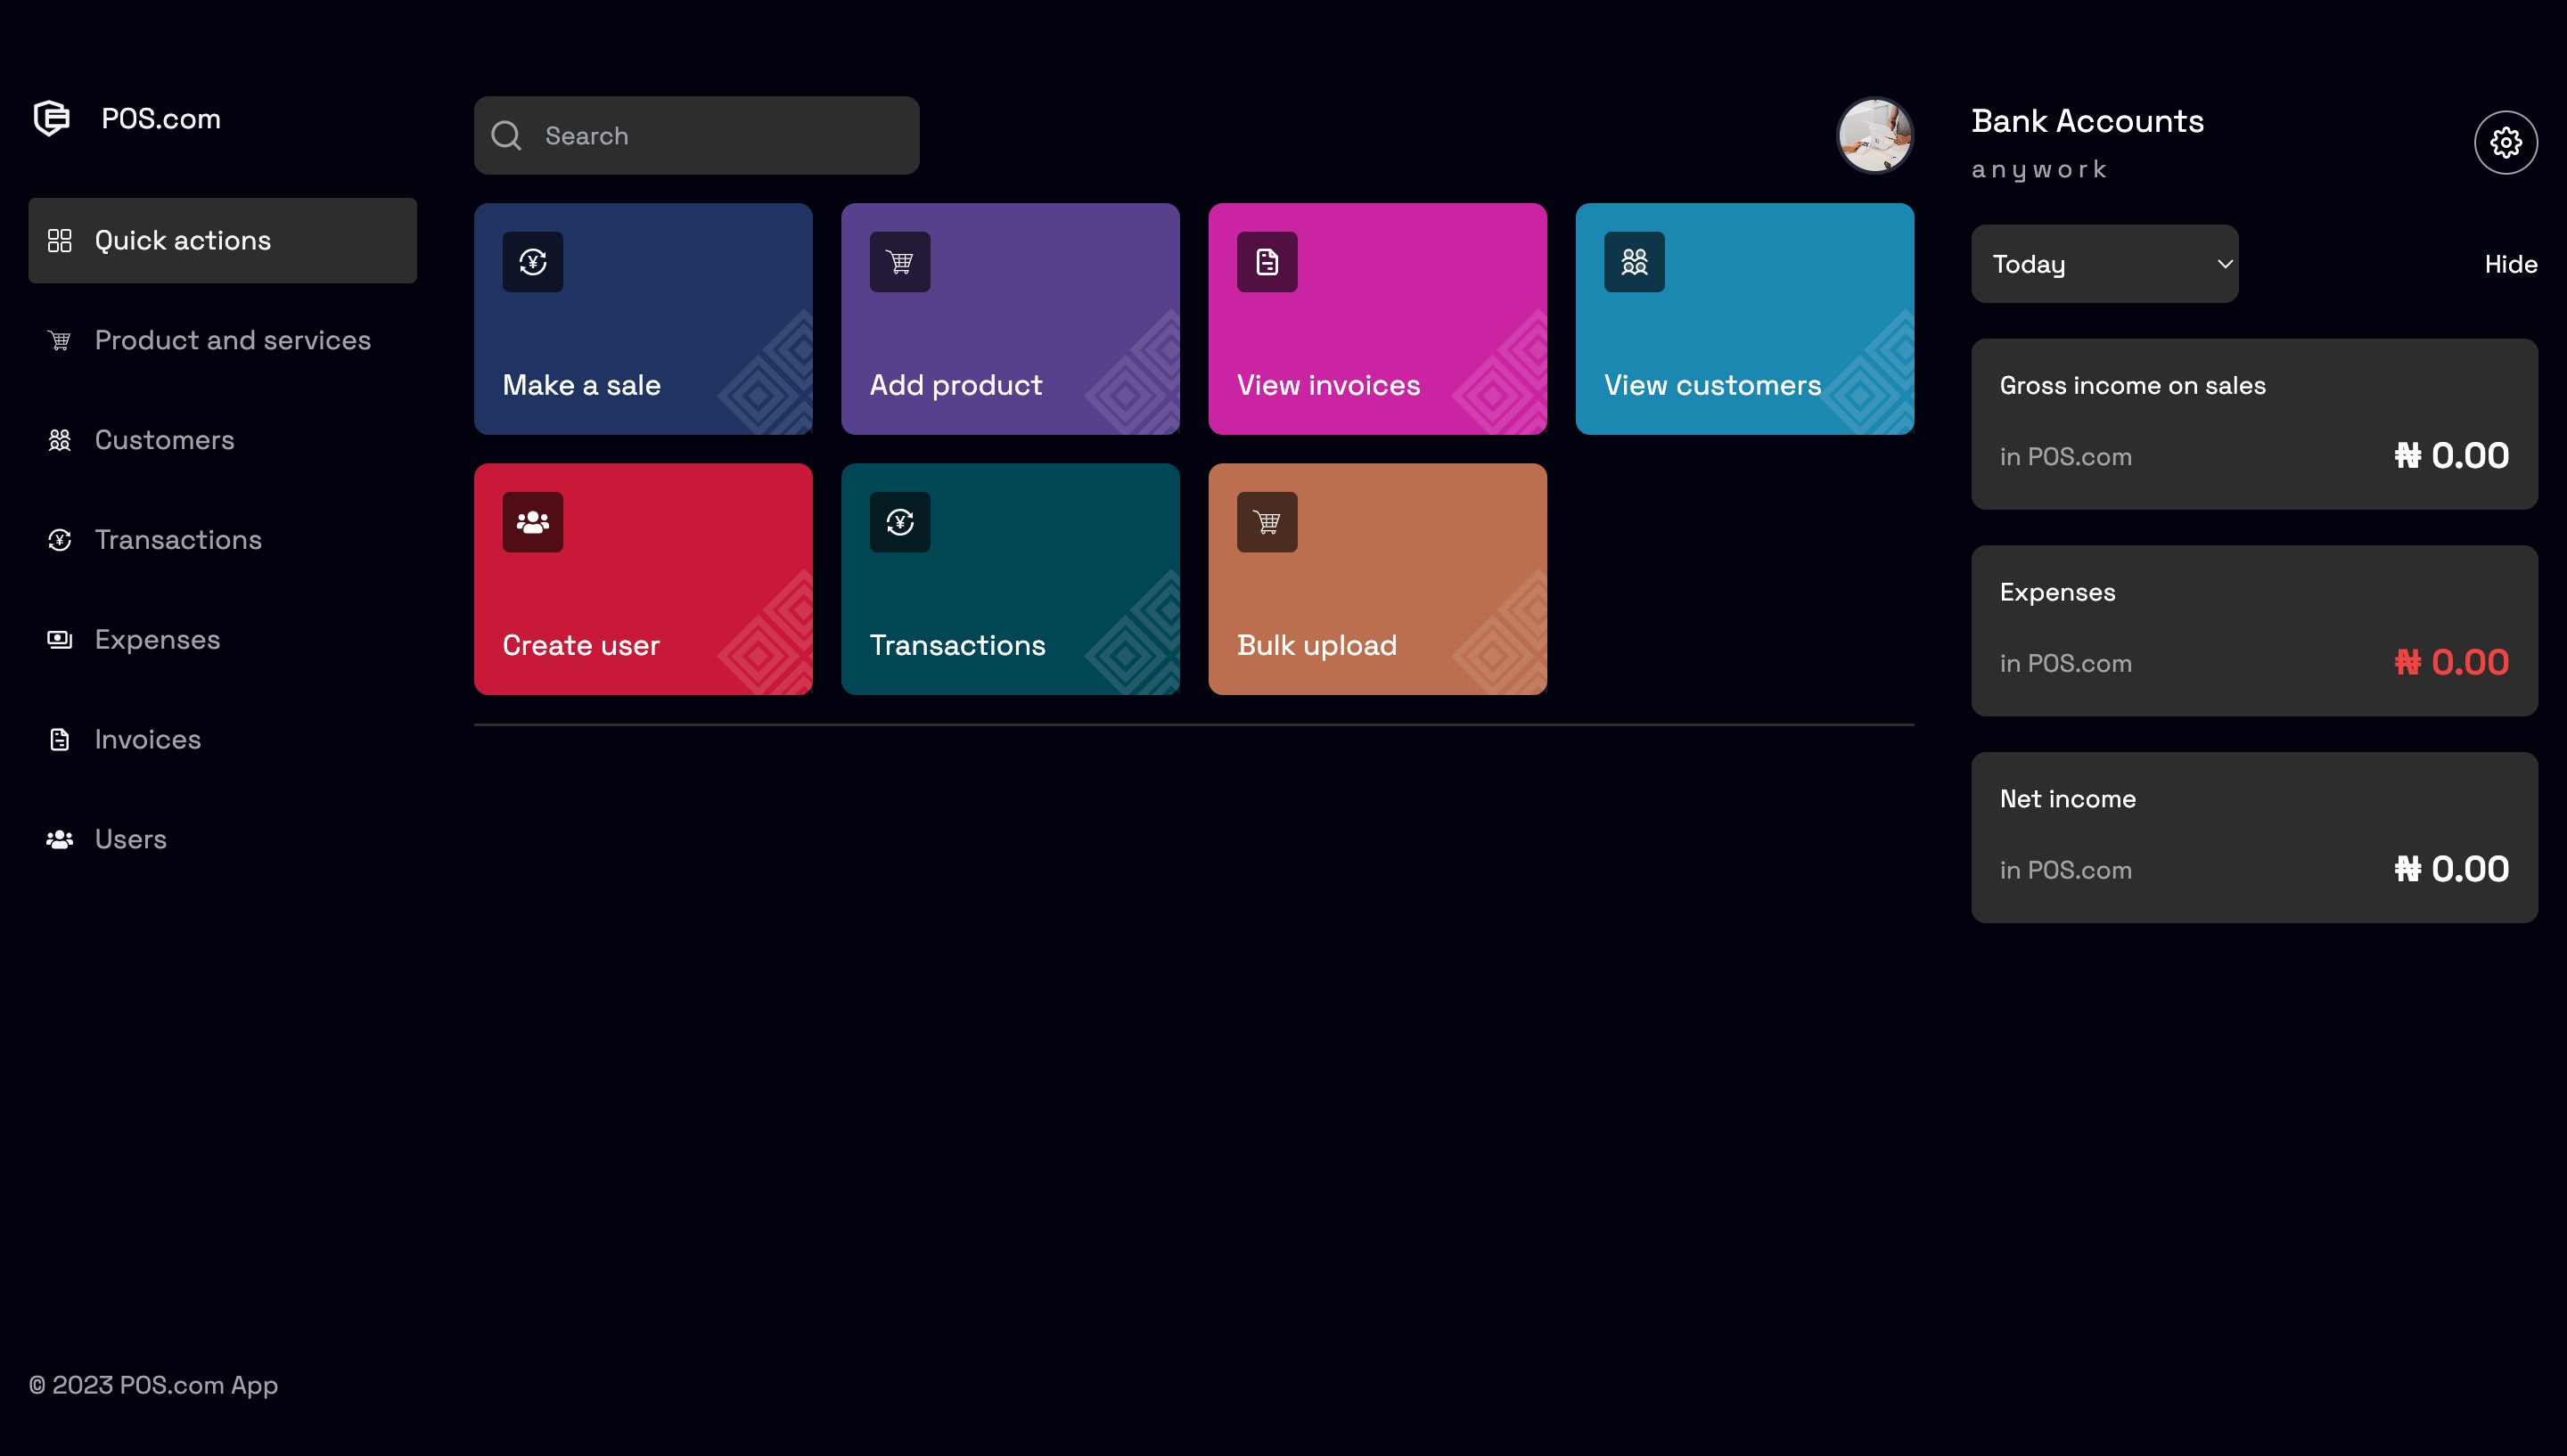 POS.com
Quick actions
Product and services
Customers
Transactions
Expenses
Invoices
Users
© 2023 POS.com App
Search
Make a sale
Add product
View invoices
View customers
Create user
Transactions
Bulk upload
Bank Accounts
anywork
Today
Hide
Gross income on sales
in POS.com ₦ 0.00
Expenses
in POS.com ₦ 0.00
Net income
in POS.com ₦ 0.00